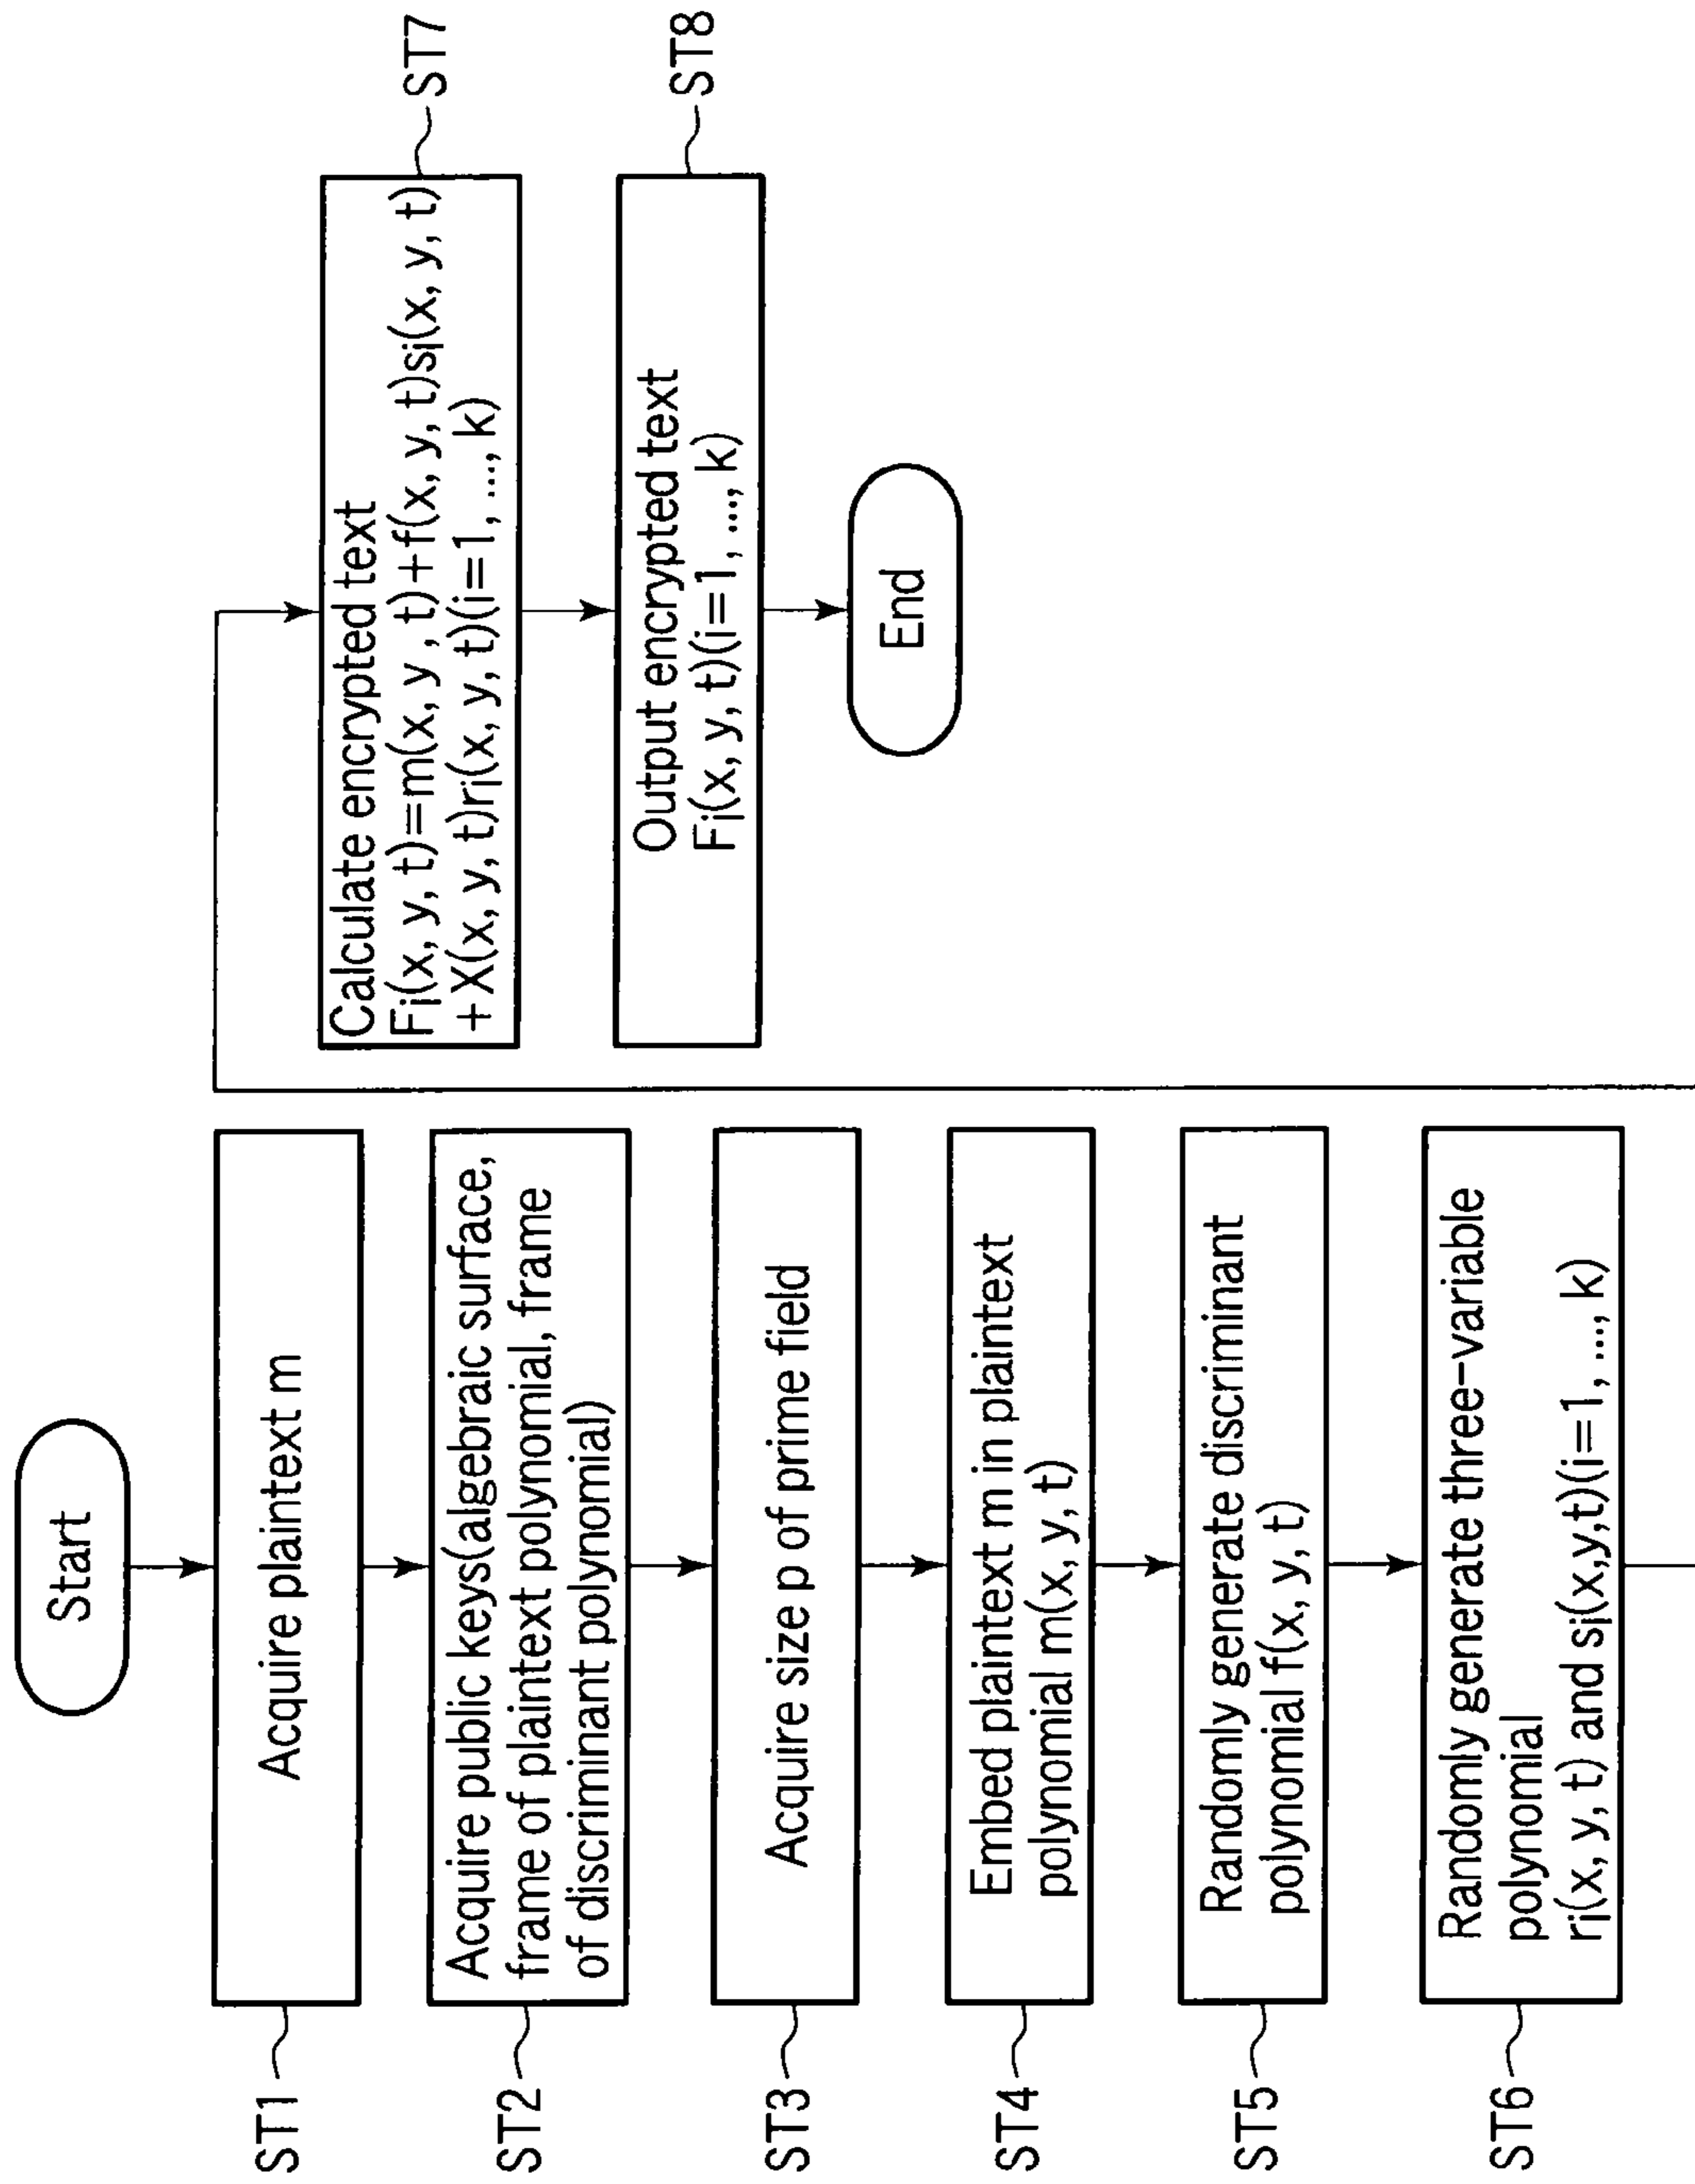 Start
ST1
Acquire plaintext m
ST2
Acquire public keys(algebraic surface,
frame of plaintext polynomial, frame
of discriminant polynomial)
ST3
Acquire size p of prime field
ST4
Embed plaintext m in plaintext
polynomial m(x, y, t)
ST5
Randomly generate discriminant
polynomial f(x, y, t)
ST6
Randomly generate three-variable
polynomial
ri(x, y, t) and si(x,y,t)(i=1, ..., k)
ST7
Calculate encrypted text
Fi(x, y, t)=m(x, y, t)+f(x, y, t)si(x, y, t)
+X(x, y, t)ri(x, y, t)(i=1, ..., k)
ST8
Output encrypted text
Fi(x, y, t)(i=1, ..., k)
End